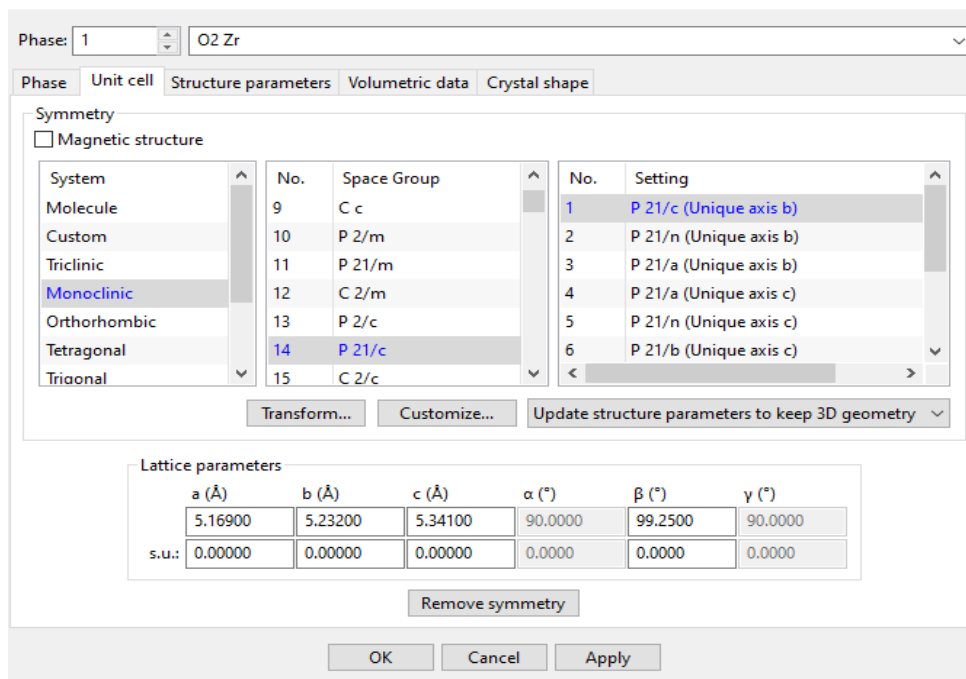 Phase: 1 O2 Zr
Phase Unit cell Structure parameters Volumetric data Crystal shape
Symmetry
Magnetic structure
System No. Space Group No. Setting
Molecule 9 C c 1 P 21/c (Unique axis b)
Custom 10 P 2/m 2 P 21/n (Unique axis b)
Triclinic 11 P 21/m 3 P 21/a (Unique axis b)
Monoclinic 12 C 2/m 4 P 21/a (Unique axis c)
Orthorhombic 13 P 2/c 5 P 21/n (Unique axis c)
Tetragonal 14 P 21/c 6 P 21/b (Unique axis c)
Trigonal 15 C 2/c
Transform... Customize... Update structure parameters to keep 3D geometry
Lattice parameters
a (Å) b (Å) c (Å) α (°) β (°) γ (°)
5.16900 5.23200 5.34100 90.0000 99.2500 90.0000
s.u.: 0.00000 0.00000 0.00000 0.0000 0.0000 0.0000
Remove symmetry
OK Cancel Apply